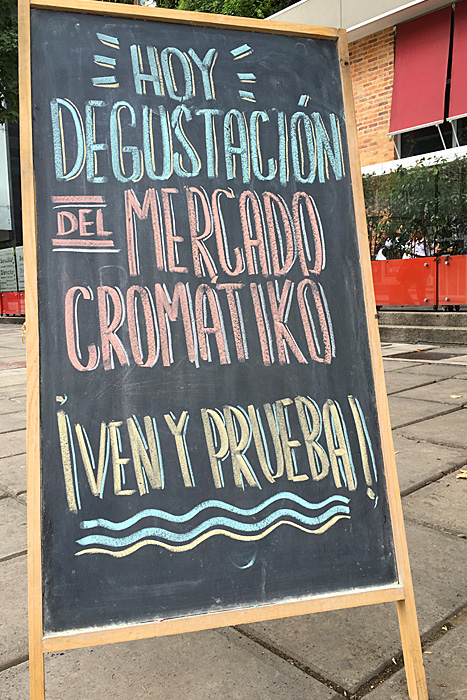 HOY
DEGUSTACIÓN
DEL MERCADO
CROMÁTIKO
¡VEN Y PRUEBA!